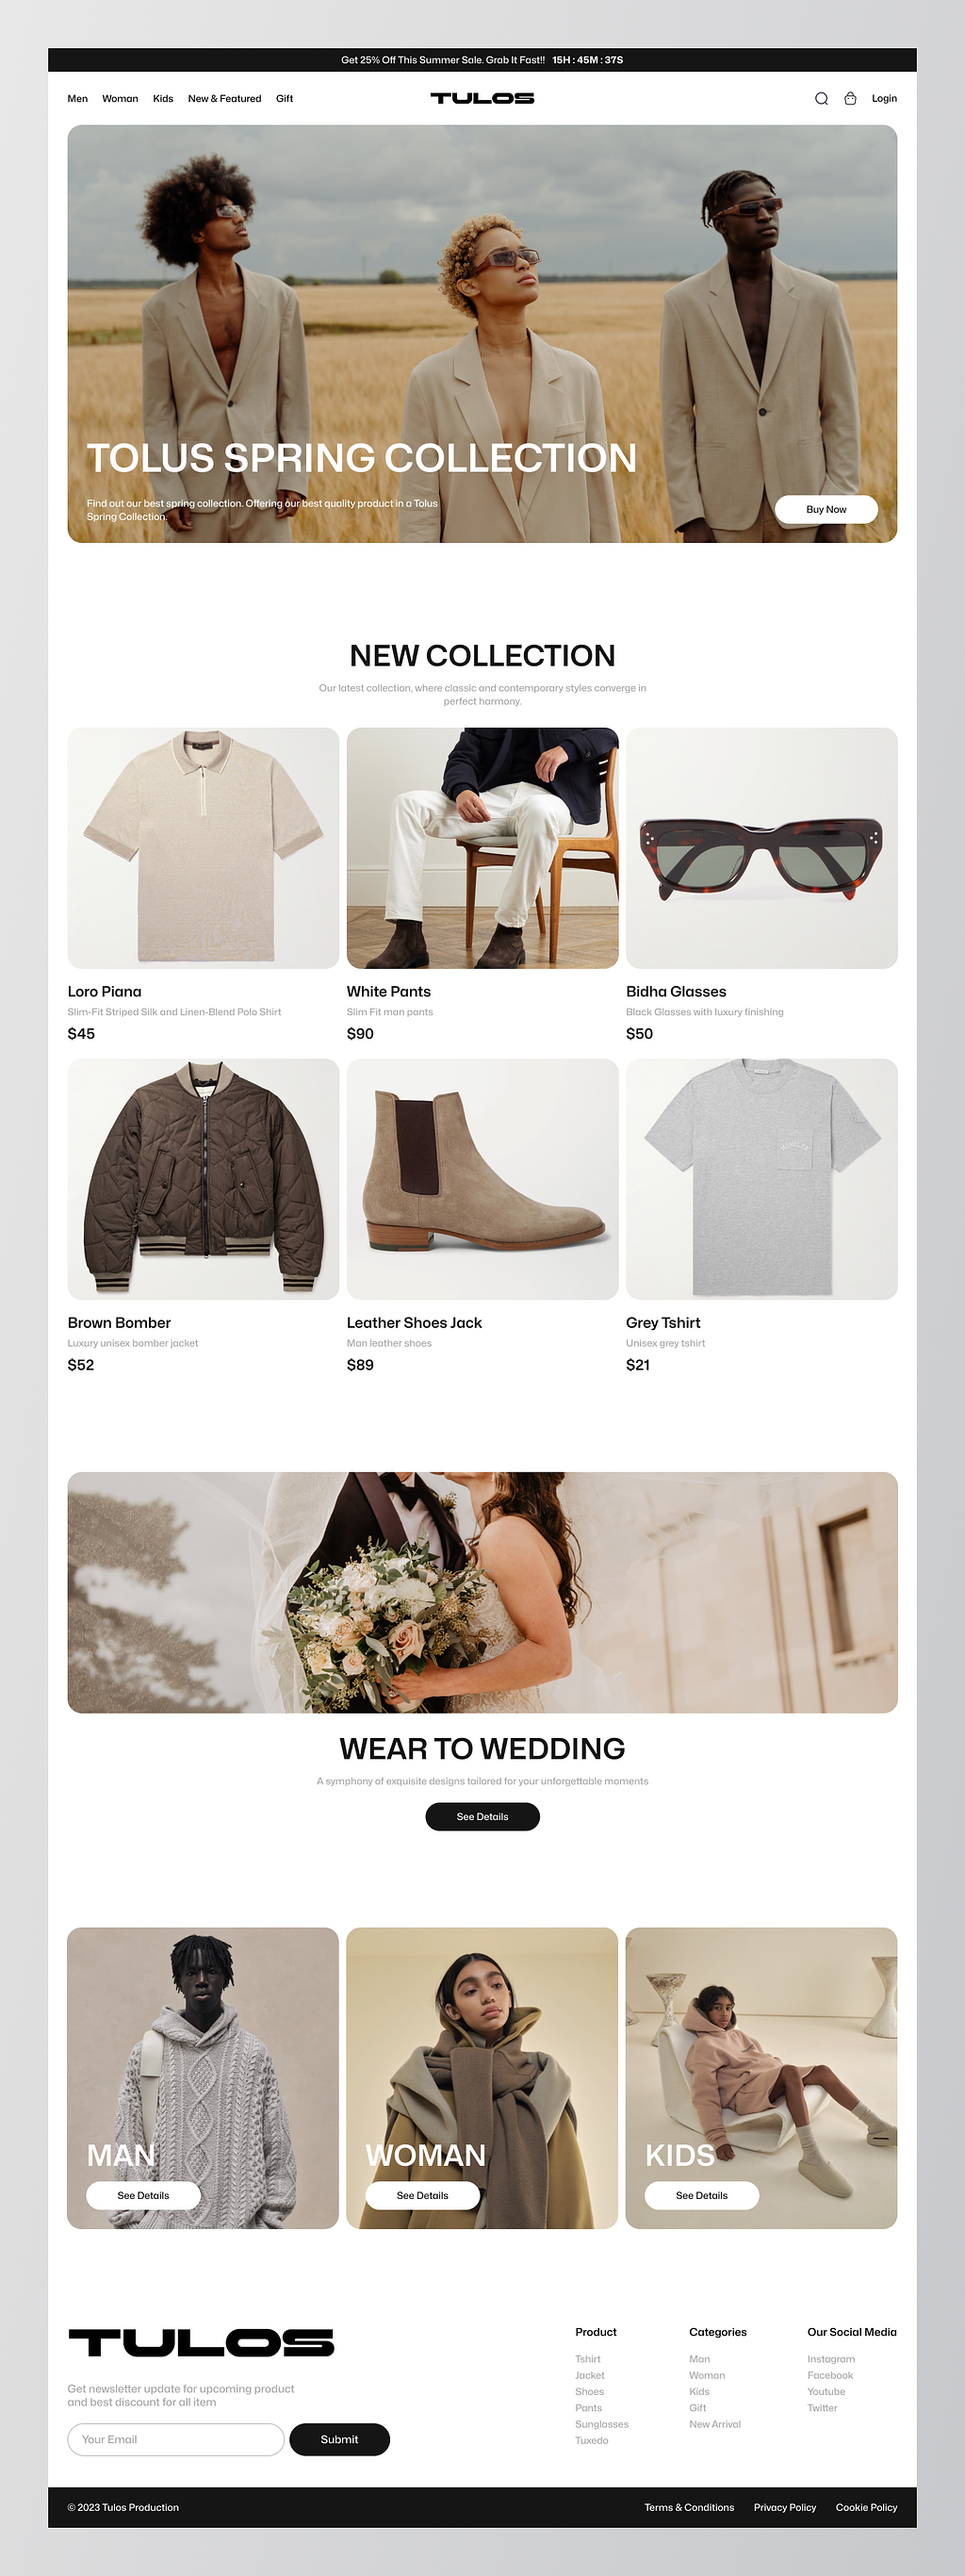 Get 25% Off This Summer Sale. Grab It Fast!! 15H : 45M : 37S
Men Woman Kids New & Featured Gift
TULOS
Login
TOLUS SPRING COLLECTION
Find out our best spring collection. Offering our best quality product in a Tolus
Spring Collection.
Buy Now
NEW COLLECTION
Our latest collection, where classic and contemporary styles converge in
perfect harmony.
Loro Piana
Slim-Fit Striped Silk and Linen-Blend Polo Shirt
$45
White Pants
Slim Fit man pants
$90
Bidha Glasses
Black Glasses with luxury finishing
$50
Brown Bomber
Luxury unisex bomber jacket
$52
Leather Shoes Jack
Man leather shoes
$89
Grey Tshirt
Unisex grey tshirt
$21
WEAR TO WEDDING
A symphony of exquisite designs tailored for your unforgettable moments
See Details
MAN
See Details
WOMAN
See Details
KIDS
See Details
TULOS
Get newsletter update for upcoming product
and best discount for all item
Your Email
Submit
Product
Tshirt
Jacket
Shoes
Pants
Sunglasses
Tuxedo
Categories
Man
Woman
Kids
Gift
New Arrival
Our Social Media
Instagram
Facebook
Youtube
Twitter
© 2023 Tulos Production
Terms & Conditions Privacy Policy Cookie Policy